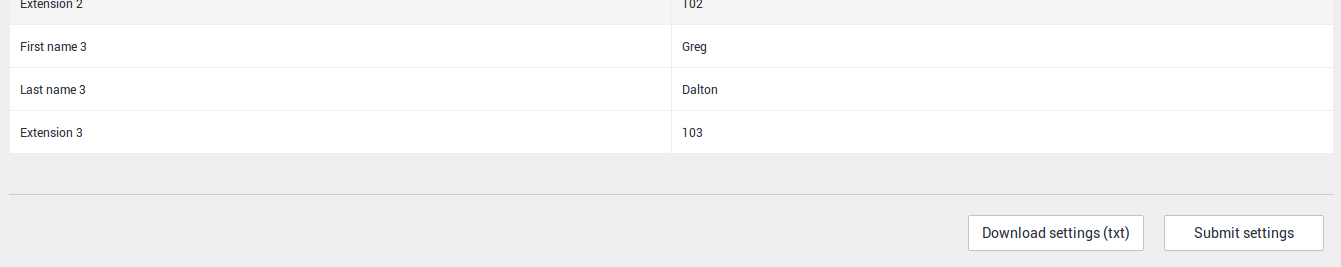 Extension 2 102
First name 3 Greg
Last name 3 Dalton
Extension 3 103
Download settings (txt) Submit settings